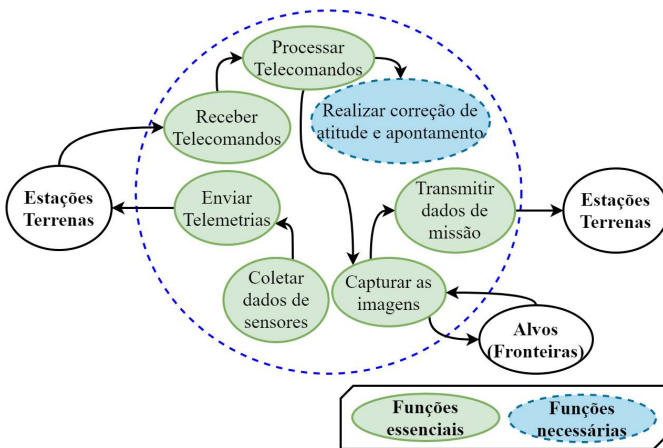 Processar
Telecomandos
Realizar correção de
atitude e apontamento
Receber
Telecomandos
Estações
Terrenas
Enviar
Telemetrias
Transmitir
dados de
missão
Estações
Terrenas
Coletar
dados de
sensores
Capturar as
imagens
Alvos
(Fronteiras)
Funções
essenciais
Funções
necessárias